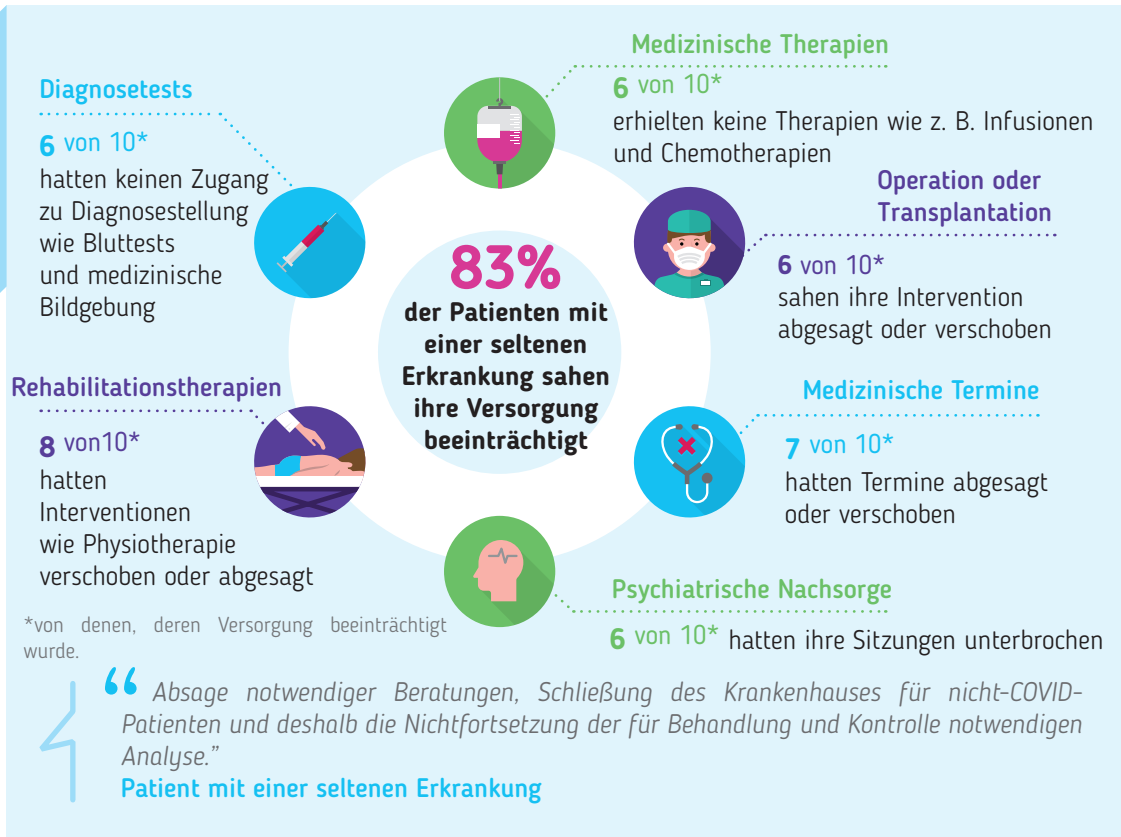 Medizinische Therapien
6 von 10*
erhielten keine Therapien wie z. B. Infusionen
und Chemotherapien
Diagnosetests
6 von 10*
hatten keinen Zugang
zu Diagnosestellung
wie Bluttests
und medizinische
Bildgebung
Operation oder
Transplantation
6 von 10*
sahen ihre Intervention
abgesagt oder verschoben
83%
der Patienten mit
einer seltenen
Erkrankung sahen
ihre Versorgung
beeinträchtigt
Rehabilitationstherapien
8 von10*
hatten
Interventionen
wie Physiotherapie
verschoben oder abgesagt
Medizinische Termine
7 von 10*
hatten Termine abgesagt
oder verschoben
Psychiatrische Nachsorge
6 von 10* hatten ihre Sitzungen unterbrochen
*von denen, deren Versorgung beeinträchtigt
wurde.
“ Absage notwendiger Beratungen, Schließung des Krankenhauses für nicht-COVID-
Patienten und deshalb die Nichtfortsetzung der für Behandlung und Kontrolle notwendigen
Analyse.”
Patient mit einer seltenen Erkrankung